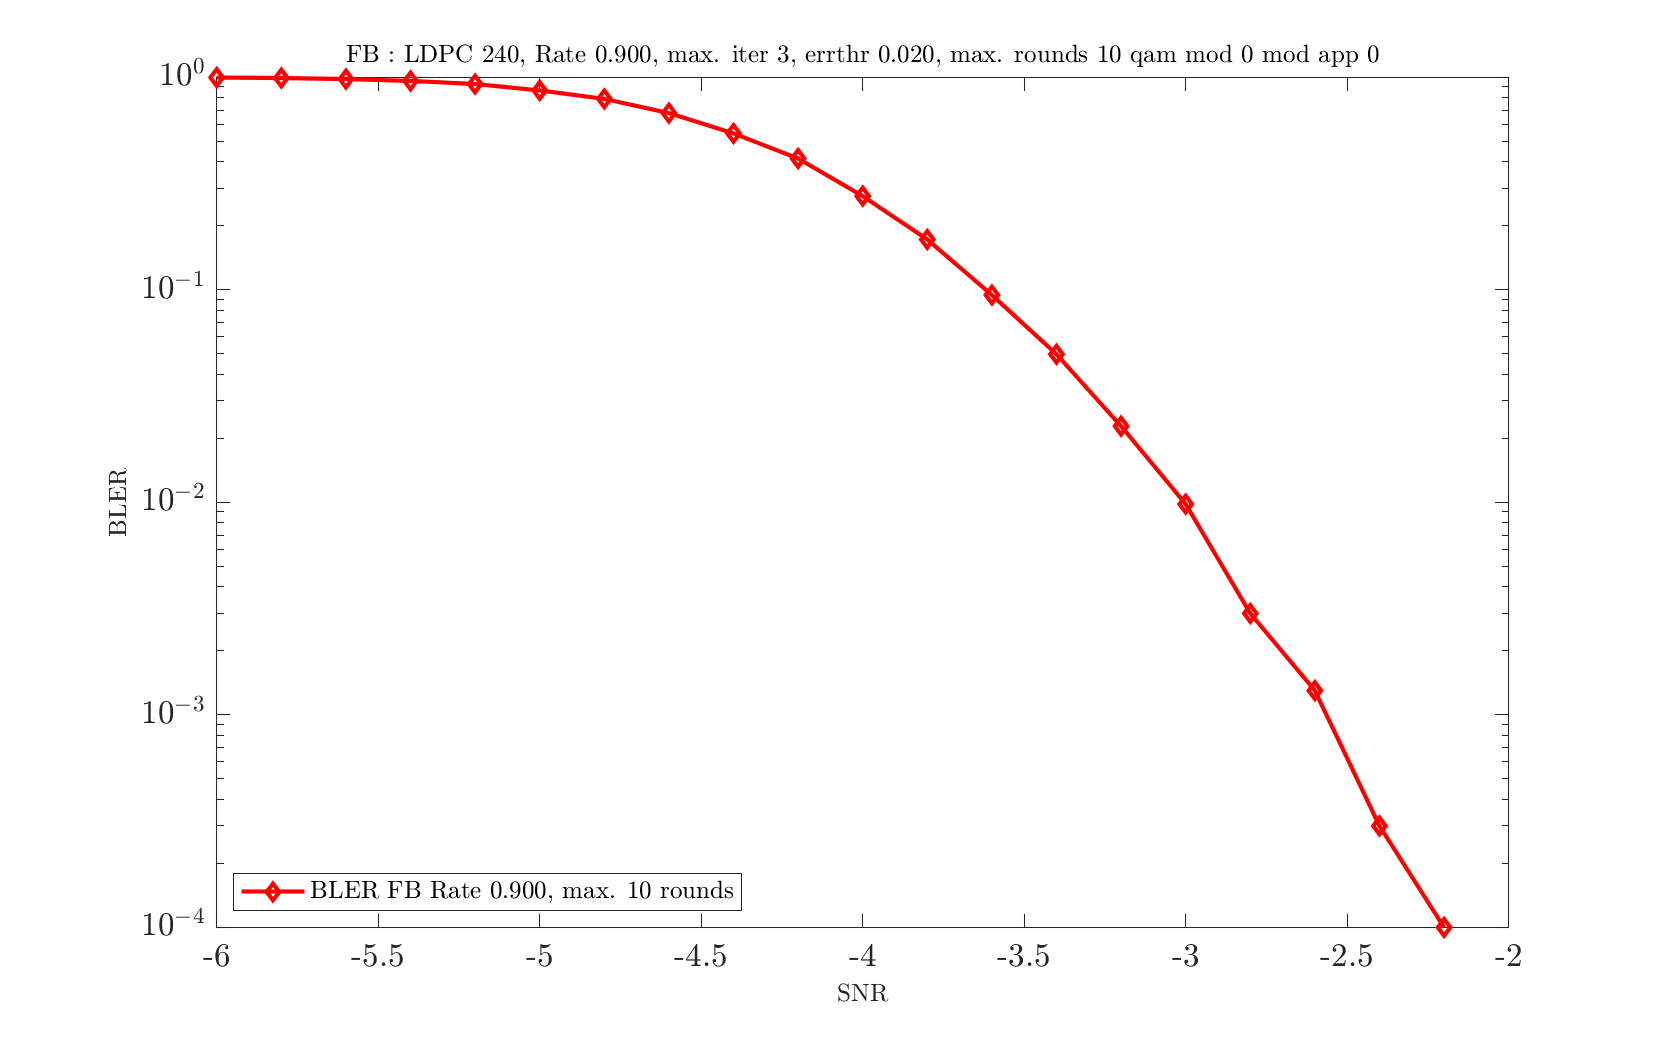 FB : LDPC 240, Rate 0.900, max. iter 3, errthr 0.020, max. rounds 10 qam mod 0 mod app 0
10^0
10^-1
10^-2
10^-3
10^-4
BLER
BLER FB Rate 0.900, max. 10 rounds
-6 -5.5 -5 -4.5 -4 -3.5 -3 -2.5 -2
SNR